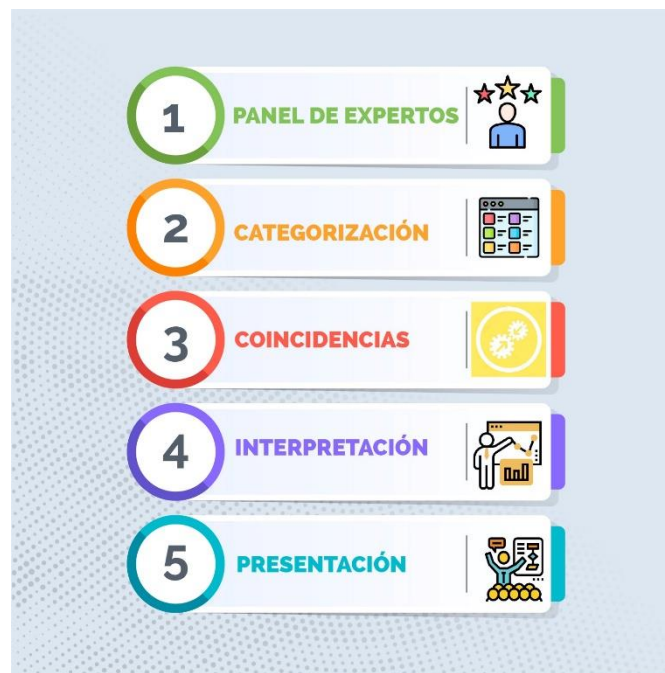 1 PANEL DE EXPERTOS
2 CATEGORIZACIÓN
3 COINCIDENCIAS
4 INTERPRETACIÓN
5 PRESENTACIÓN